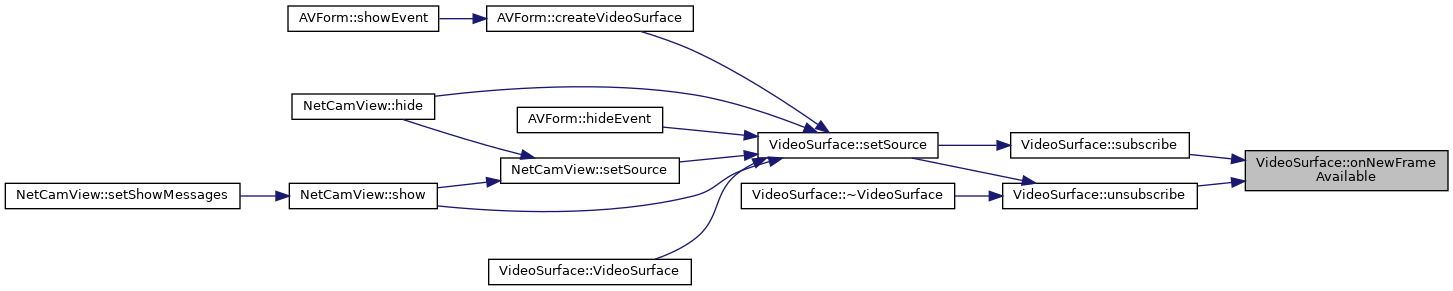 AVForm::showEvent
AVForm::createVideoSurface
NetCamView::hide
AVForm::hideEvent
VideoSurface::setSource
VideoSurface::subscribe
VideoSurface::onNewFrame
Available
NetCamView::setSource
NetCamView::setShowMessages
NetCamView::show
VideoSurface::~VideoSurface
VideoSurface::unsubscribe
VideoSurface::VideoSurface